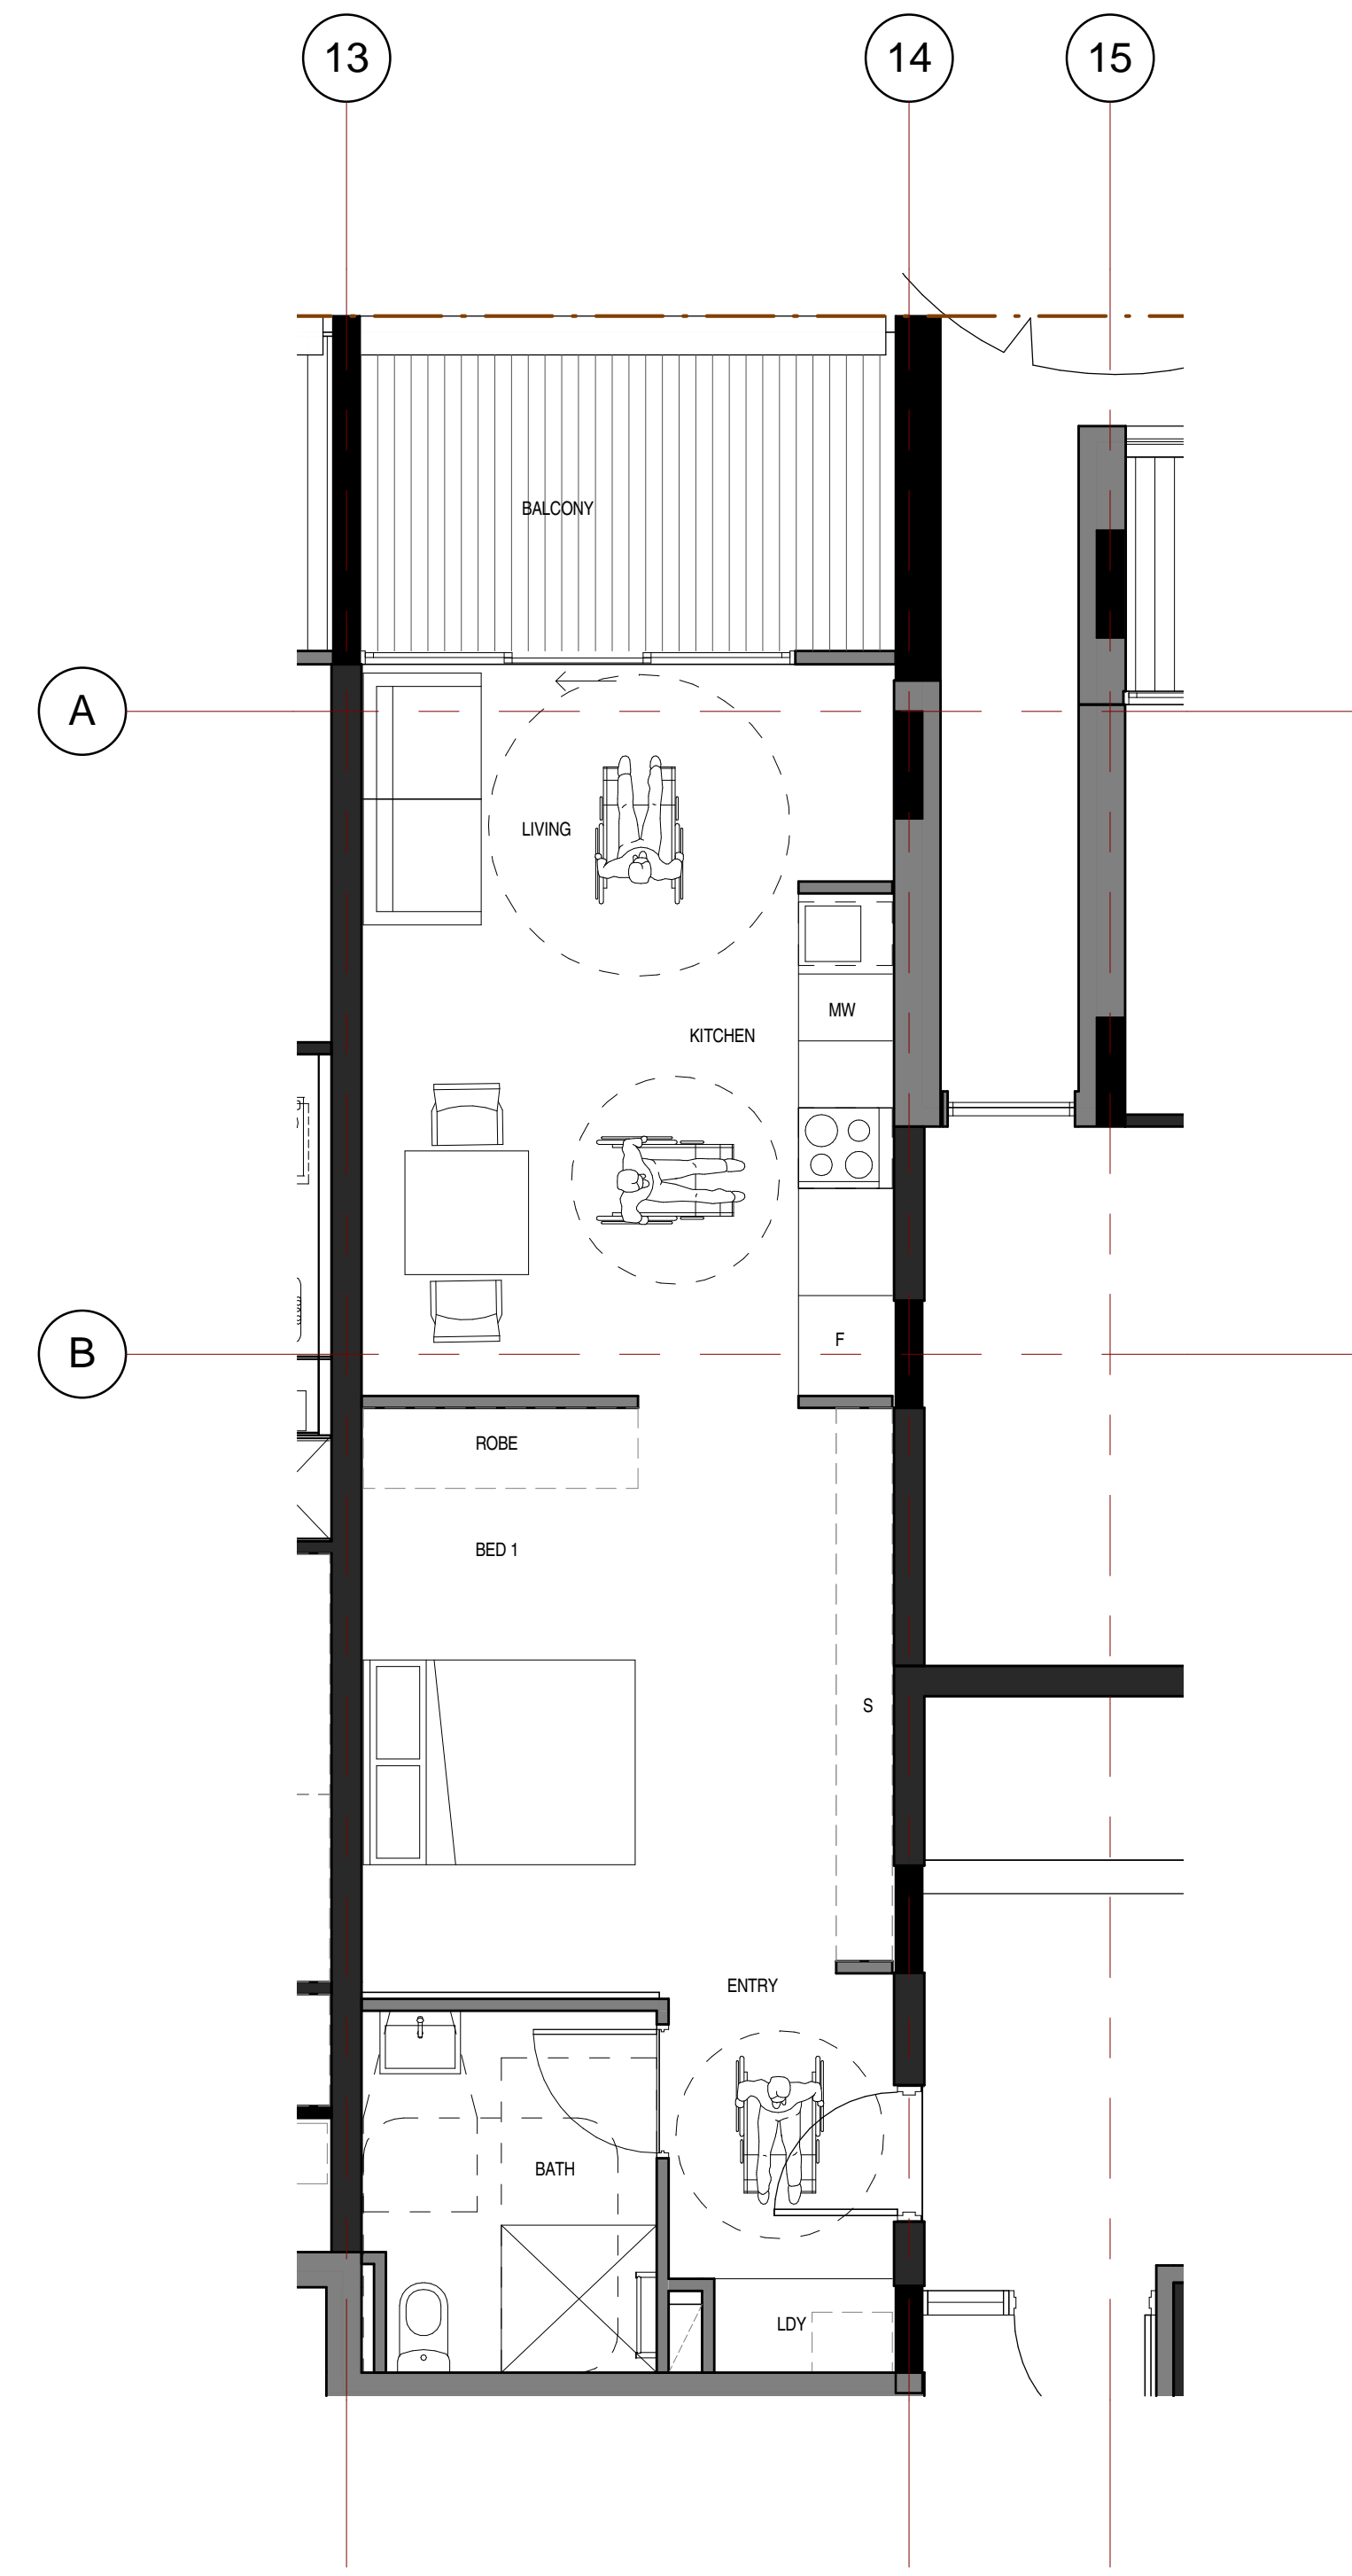 13
14
15
BALCONY
A
LIVING
MW
KITCHEN
F
B
ROBE
BED 1
S
ENTRY
BATH
LDY